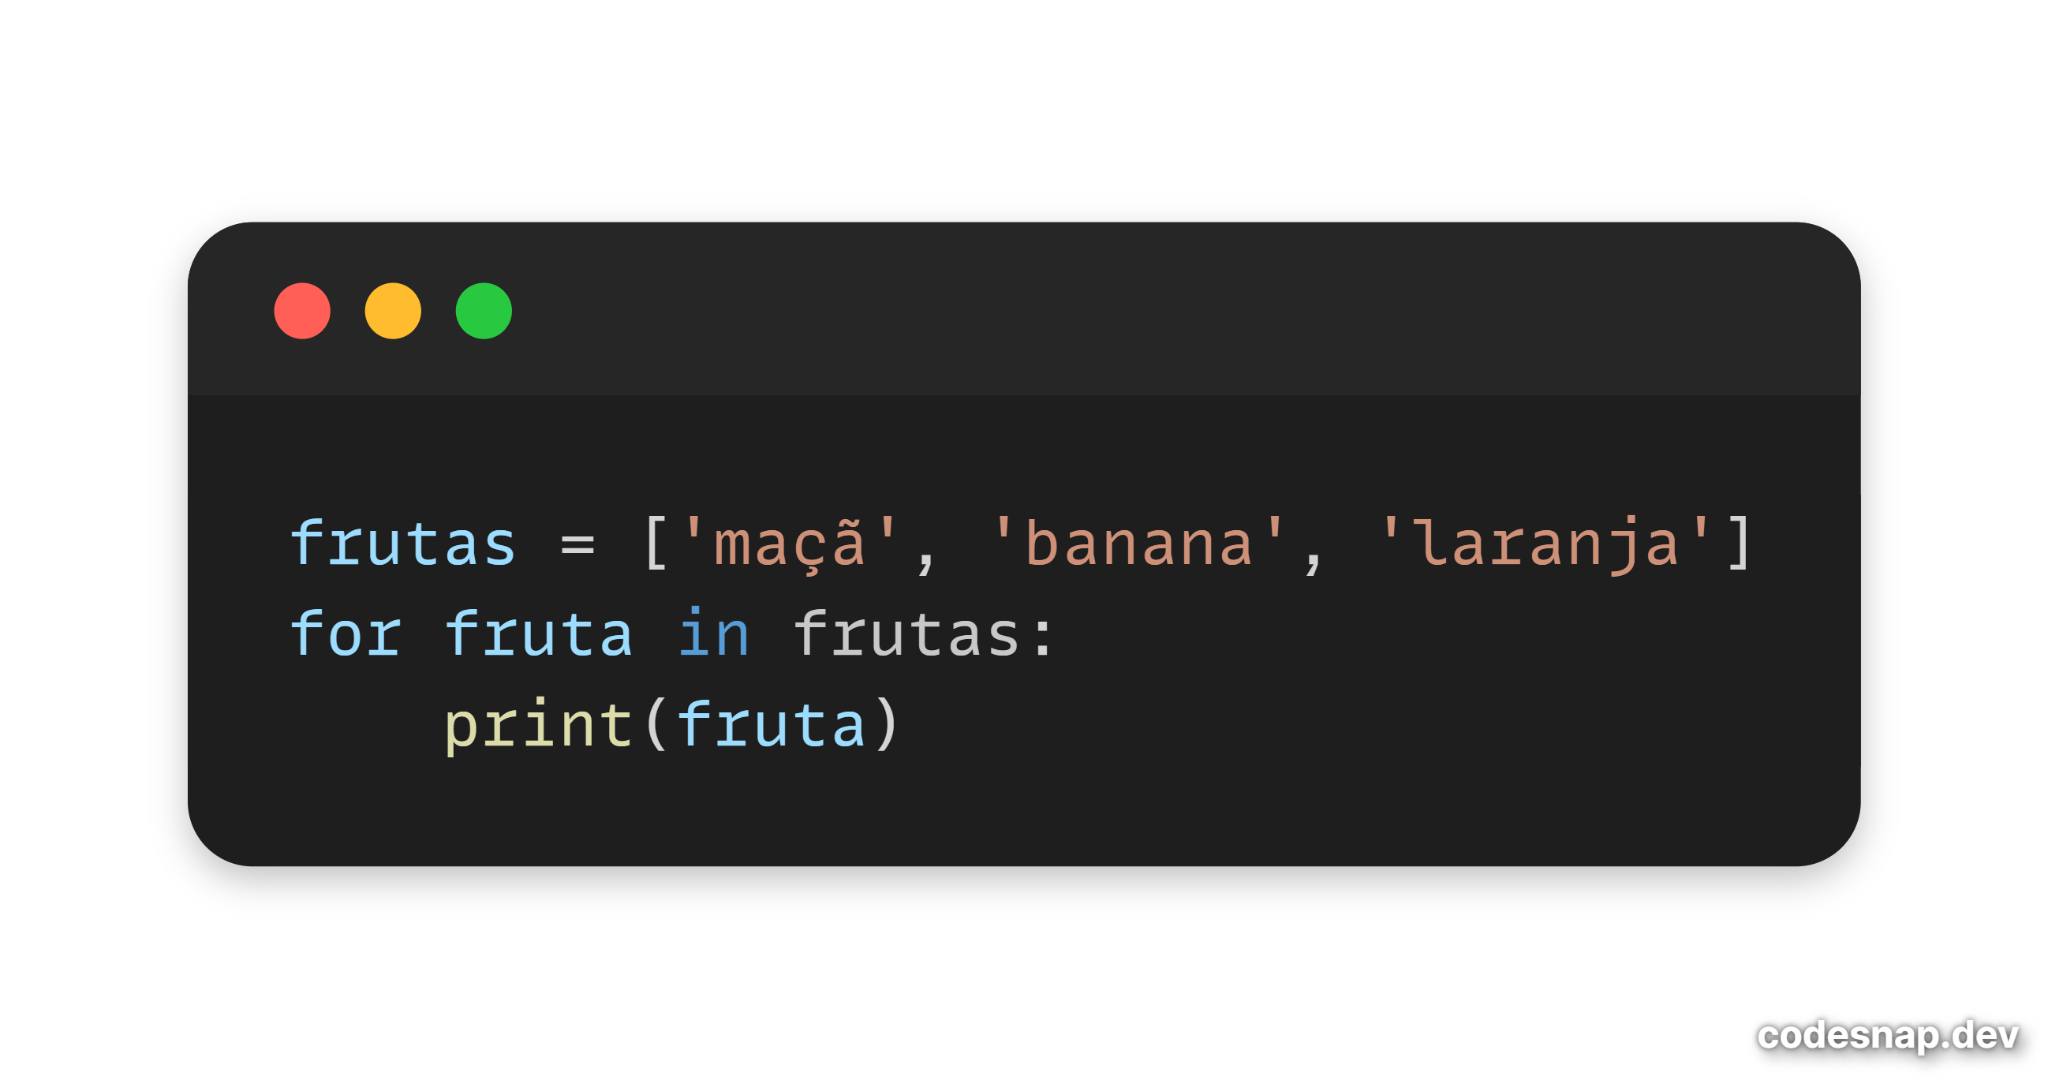 frutas = ['maçã', 'banana', 'laranja']
for fruta in frutas:
    print(fruta)
codesnap.dev